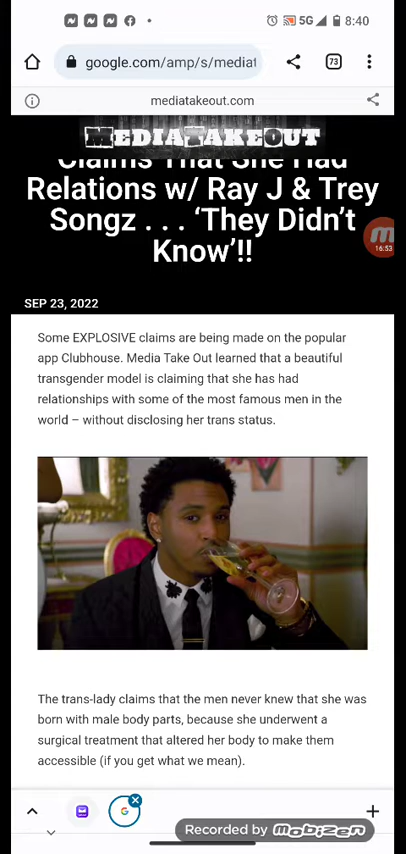 8:40
5G
google.com/amp/s/mediat
73
mediatakeout.com
MEDIATAKEOUT
Claims That She Had
Relations w/ Ray J & Trey
Songz . . . ‘They Didn’t
Know’!!
16:53
SEP 23, 2022
Some EXPLOSIVE claims are being made on the popular
app Clubhouse. Media Take Out learned that a beautiful
transgender model is claiming that she has had
relationships with some of the most famous men in the
world – without disclosing her trans status.
The trans-lady claims that the men never knew that she was
born with male body parts, because she underwent a
surgical treatment that altered her body to make them
accessible (if you get what we mean).
Recorded by Mobizen